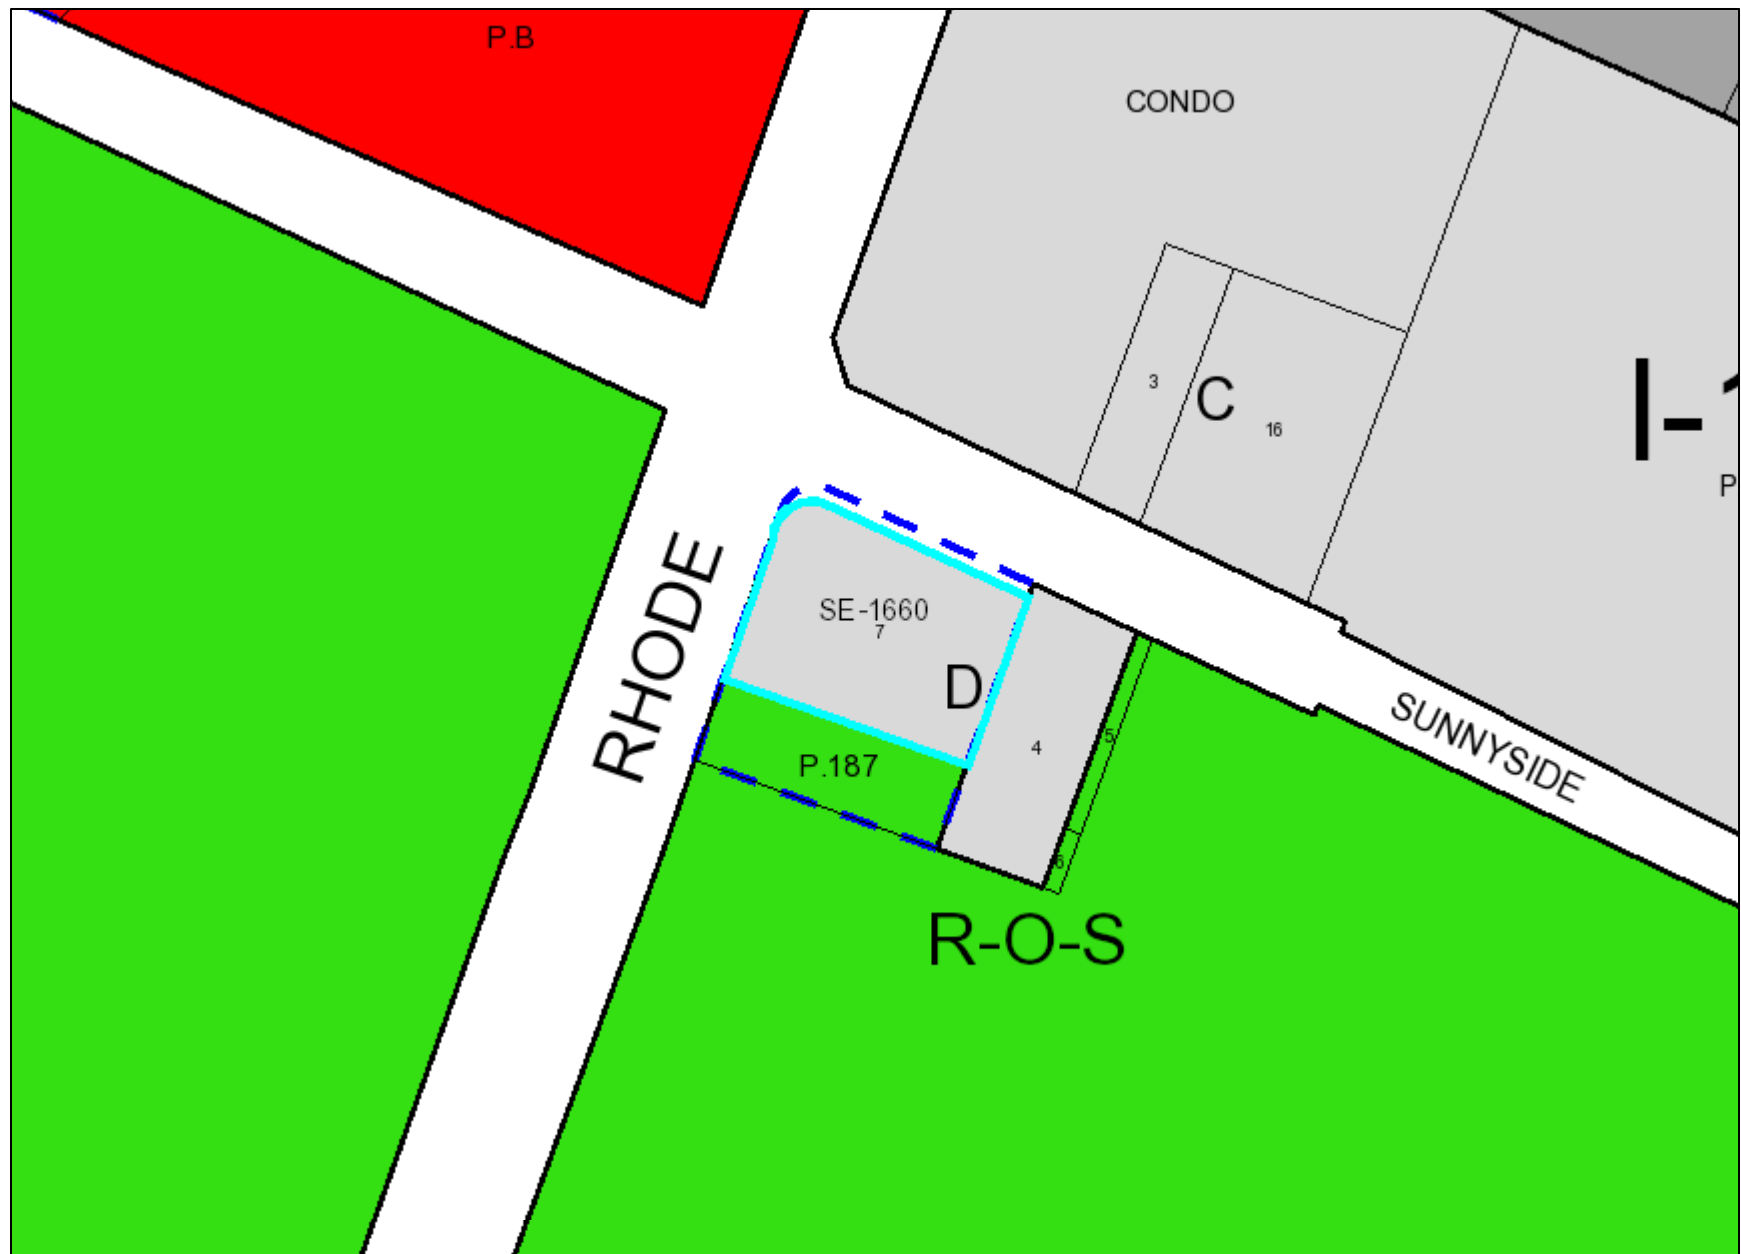 P.B
CONDO
3
C
16
I-1
P
RHODE
SE-1660
7
D
4
5
SUNNYSIDE
P.187
6
R-O-S